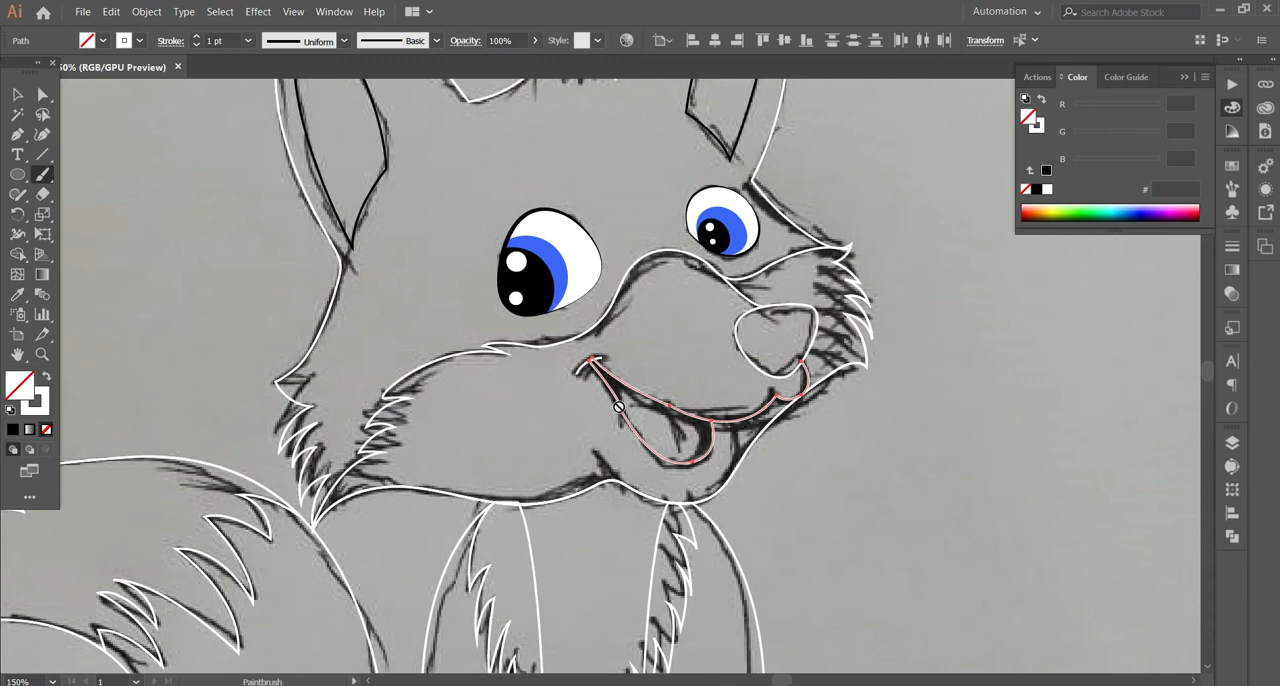 Ai File Edit Object Type Select Effect View Window Help Automation Search Adobe Stock
Path Stroke: 1 pt Uniform Basic Opacity: 100% Style: Transform
50% (RGB/GPU Preview) ×
Actions Color Color Guide
R
G
B
#
150% 1 Paintbrush